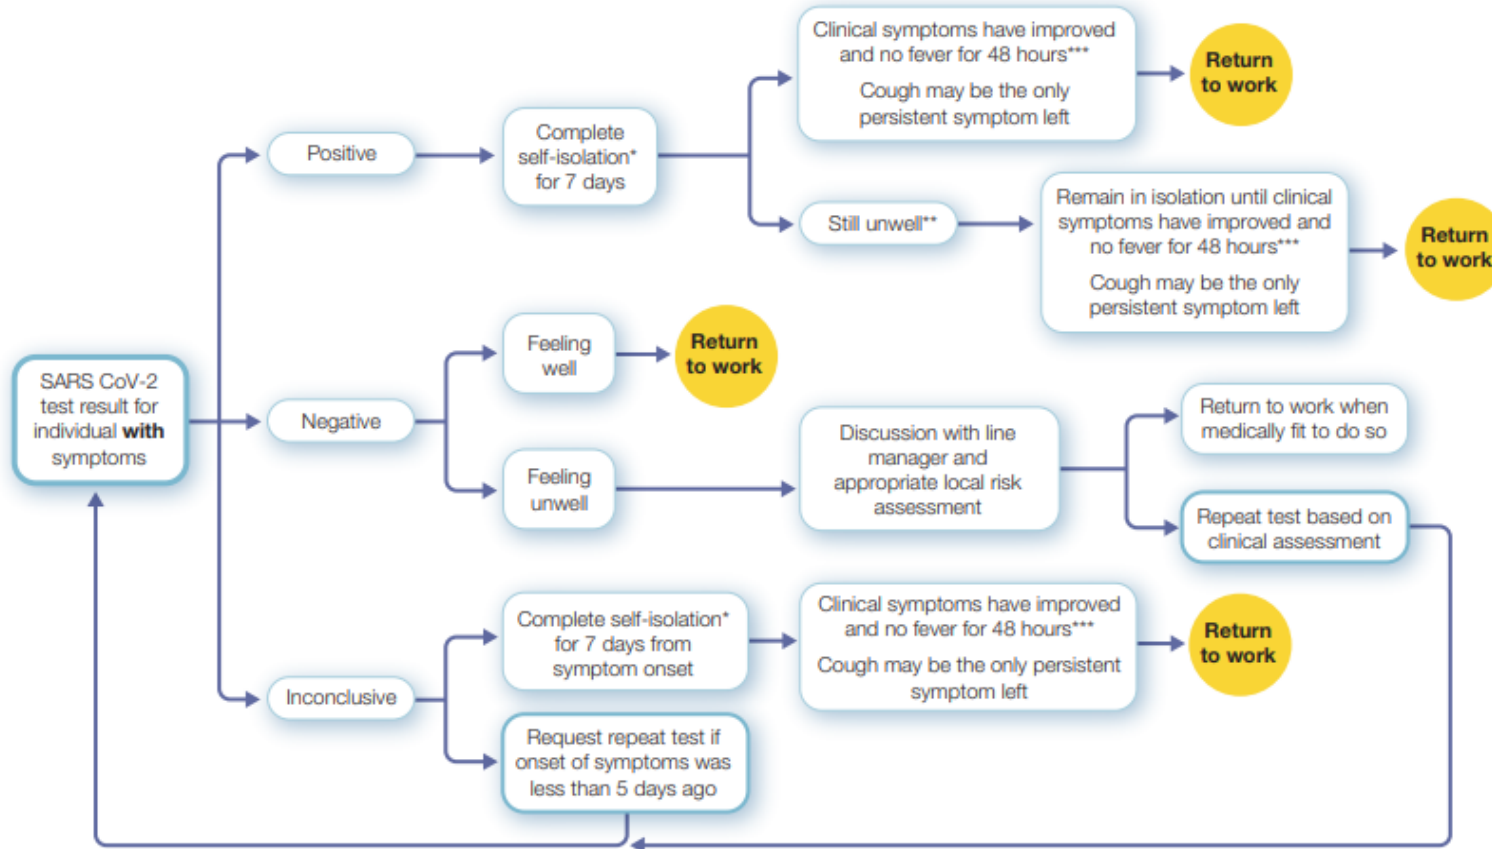 Clinical symptoms have improved
and no fever for 48 hours***
Cough may be the only
persistent symptom left
Return
to work
Positive
Complete
self-isolation*
for 7 days
Still unwell**
Remain in isolation until clinical
symptoms have improved and
no fever for 48 hours***
Cough may be the only
persistent symptom left
Return
to work
SARS CoV-2
test result for
individual with
symptoms
Negative
Feeling
well
Return
to work
Feeling
unwell
Discussion with line
manager and
appropriate local risk
assessment
Return to work when
medically fit to do so
Repeat test based on
clinical assessment
Inconclusive
Complete self-isolation*
for 7 days from
symptom onset
Clinical symptoms have improved
and no fever for 48 hours***
Cough may be the only persistent
symptom left
Return
to work
Request repeat test if
onset of symptoms was
less than 5 days ago